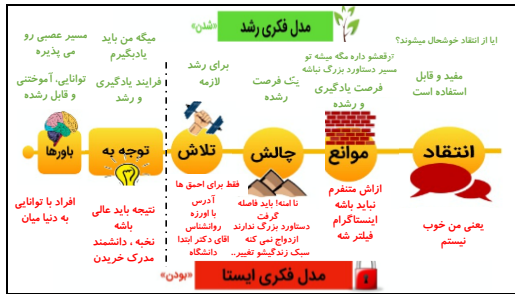 مدل فکری رشد «شدن»
ایا از انتقاد خوشحال میشوند؟
مفید و قابل
استفاده است
ترقعشو داره مگه میشه تو
مسیر دستاورد بزرگ نباشه
فرصت یادگیری
و رشده
یک فرصت
رشده
برای رشد
لازمه
میگه من باید
یادبگیرم
فرایند یادگیری
و رشد
مسیر عصبی رو
می پذیره
توانایی، آموختنی
و قابل رشده
انتقاد
موانع
چالش
تلاش
توجه به
باورها
یعنی من خوب
نیستم
ازاش متنفرم
نباید باشه
اینستاگرام
فیلتر شه
نا امنه! باید فاصله
گرفت
دستاورد بزرگ ندارند
ازدواج نمی کنه
سبک زندگیشو تغییر..
فقط برای احمق ها
آدرس
با اورزه
روانشناس
اقای دکتر ابتدا
دانشگاه
نتیجه باید عالی
باشه
نخبه ، دانشمند
مدرک خریدن
افراد با توانایی
به دنیا میان
مدل فکری ایستا «بودن»